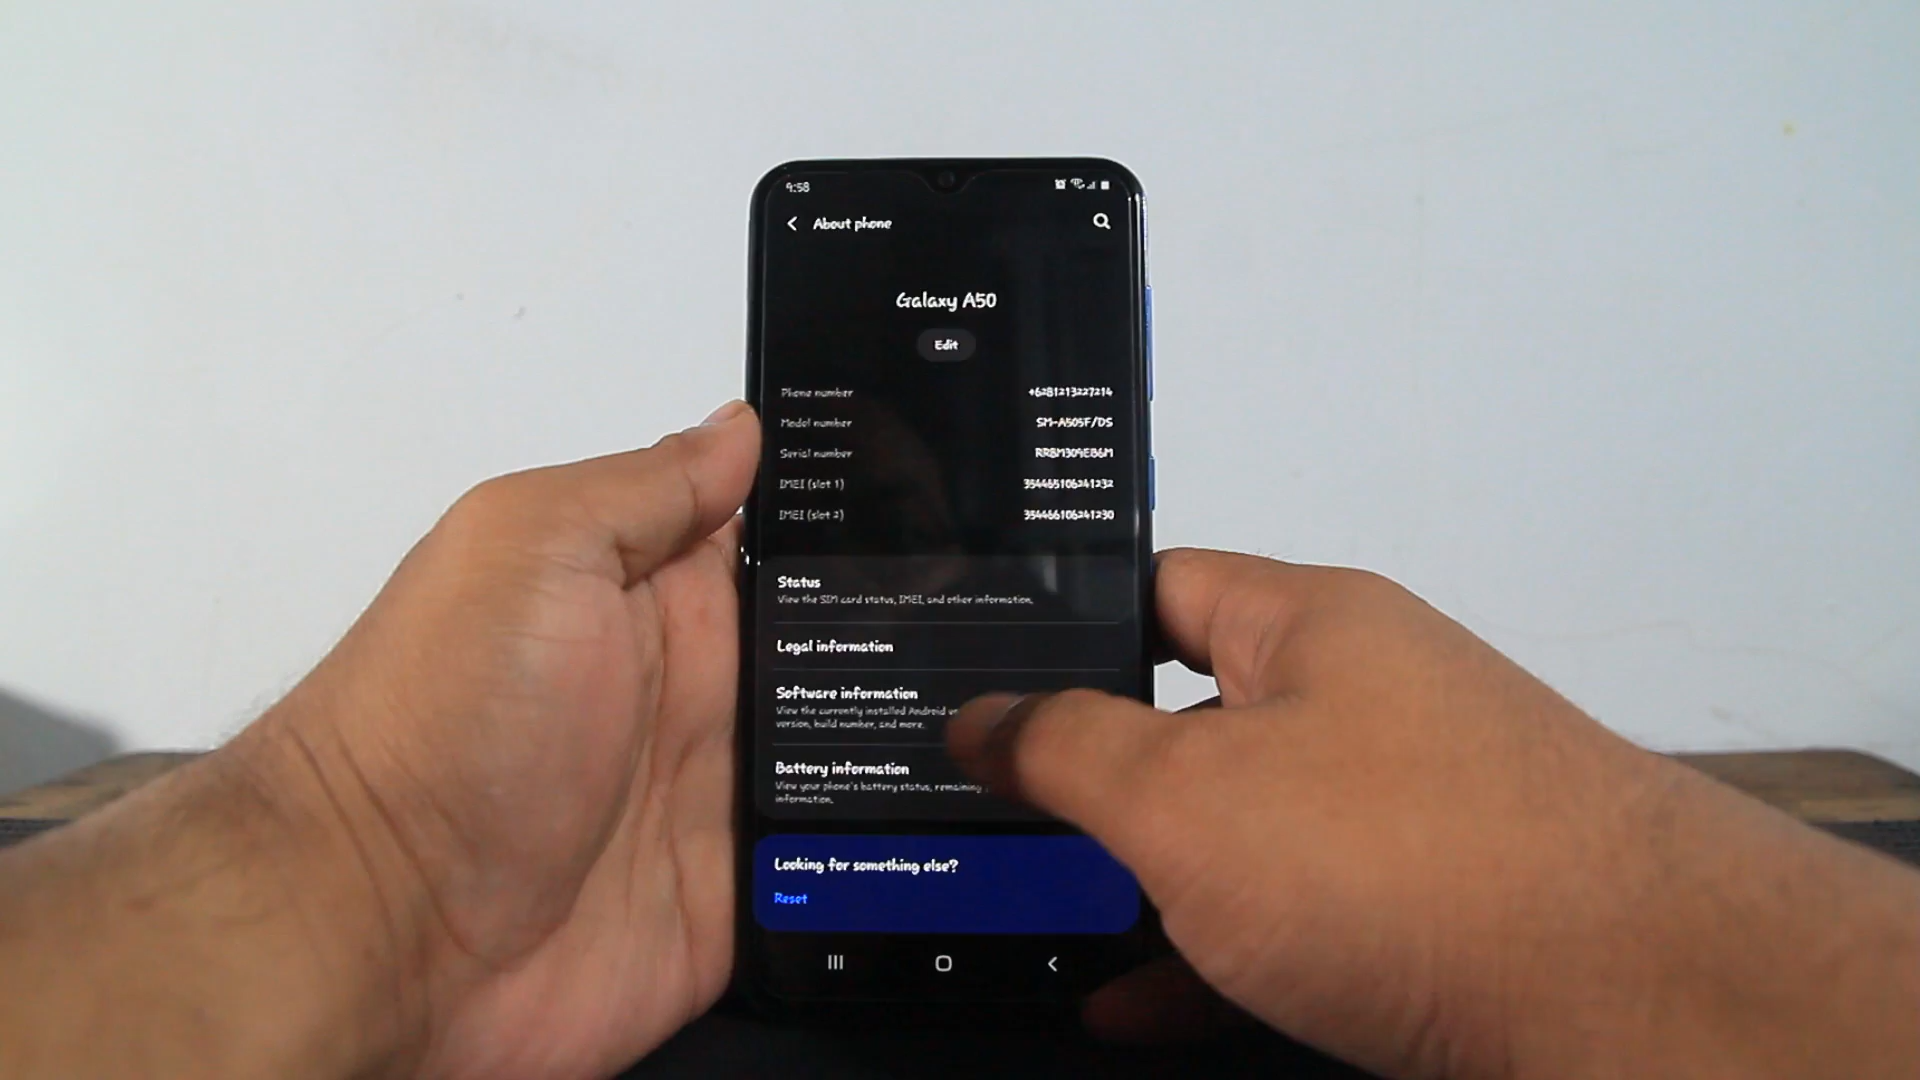 9:58
About phone
Galaxy A50
Edit
Phone number +6281213227214
Model number SM-A505F/DS
Serial number RR8M309EB6M
IMEI (slot 1) 354465106241232
IMEI (slot 2) 354466106241230
Status
View the SIM card status, IMEI, and other information.
Legal information
Software information
View the currently installed Android
version, build number, and more.
Battery information
View your phone's battery status, remaining
information.
Looking for something else?
Reset